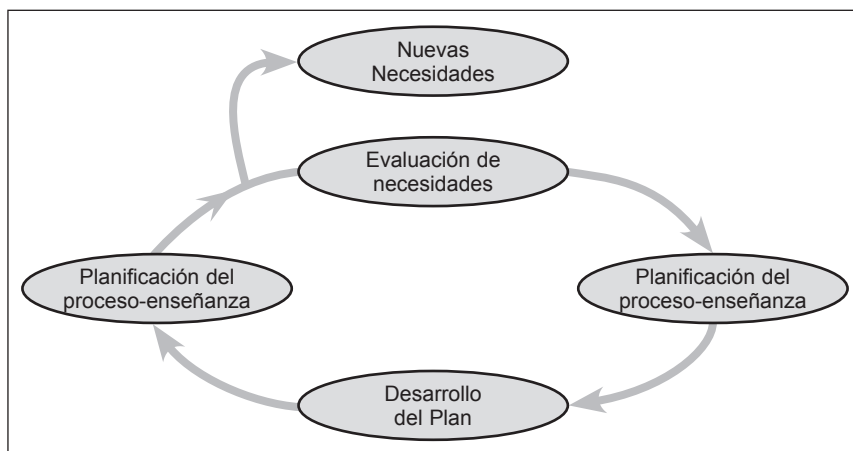 Nuevas
Necesidades
Evaluación de
necesidades
Planificación del
proceso-enseñanza
Planificación del
proceso-enseñanza
Desarrollo
del Plan